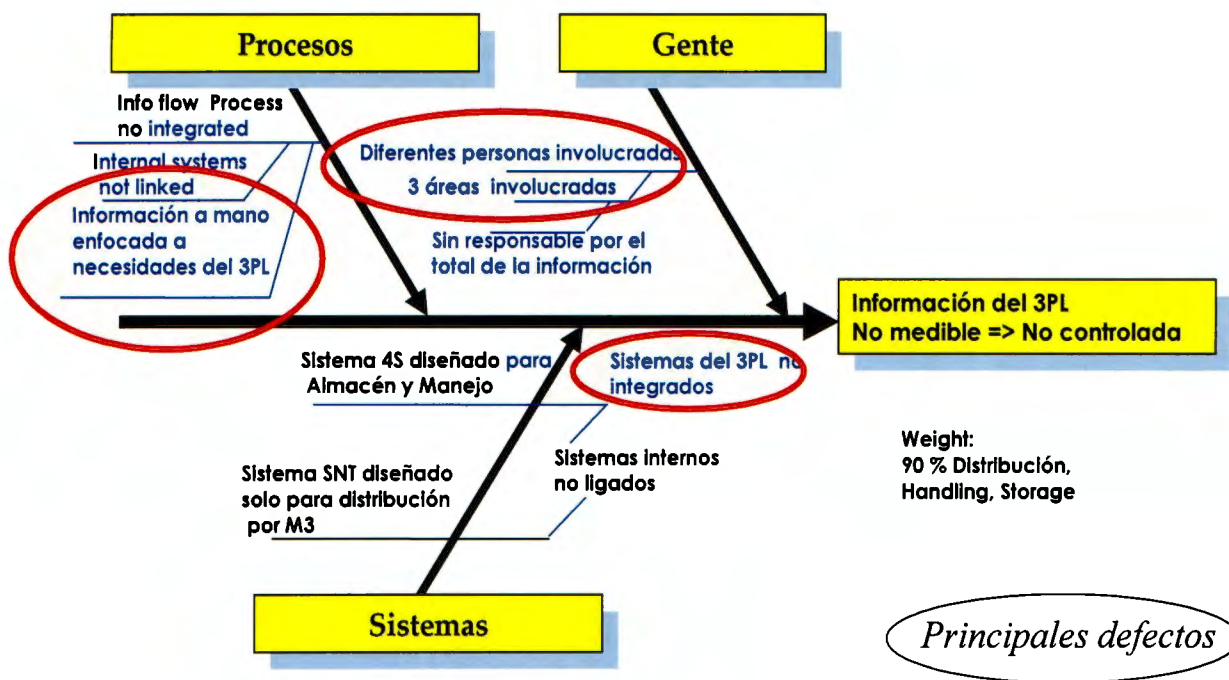 Procesos
Gente
Info flow Process
no integrated
Internal systems
not linked
Información a mano
enfocada a
necesidades del 3PL
Diferentes personas involucradas
3 áreas involucradas
Sin responsable por el
total de la información
Información del 3PL
No medible => No controlada
Sistema 4S diseñado para
Almacén y Manejo
Sistemas del 3PL no
integrados
Sistema SNT diseñado
solo para distribución
por M3
Sistemas internos
no ligados
Weight:
90 % Distribución,
Handling, Storage
Sistemas
Principales defectos